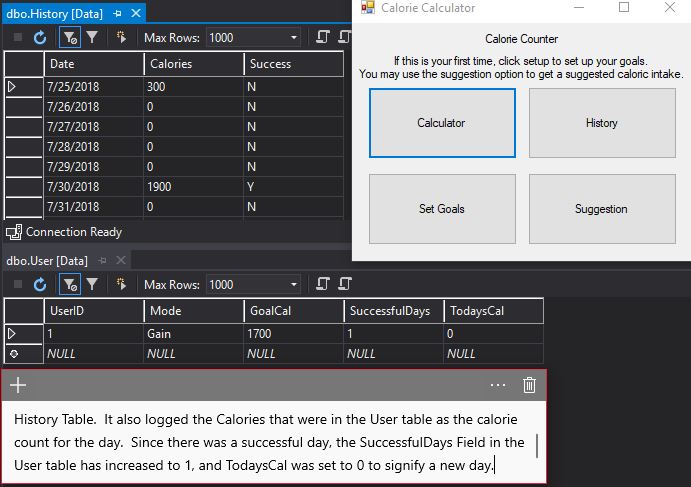 dbo.History [Data]
Max Rows: 1000
Date Calories Success
7/25/2018 300 N
7/26/2018 0 N
7/27/2018 0 N
7/28/2018 0 N
7/29/2018 0 N
7/30/2018 1900 Y
7/31/2018 0 N
Connection Ready
Calorie Calculator
Calorie Counter
If this is your first time, click setup to set up your goals.
You may use the suggestion option to get a suggested caloric intake.
Calculator History
Set Goals Suggestion
dbo.User [Data]
Max Rows: 1000
UserID Mode GoalCal SuccessfulDays TodaysCal
1 Gain 1700 1 0
NULL NULL NULL NULL NULL
History Table.  It also logged the Calories that were in the User table as the calorie
count for the day.  Since there was a successful day, the SuccessfulDays Field in the
User table has increased to 1, and TodaysCal was set to 0 to signify a new day.